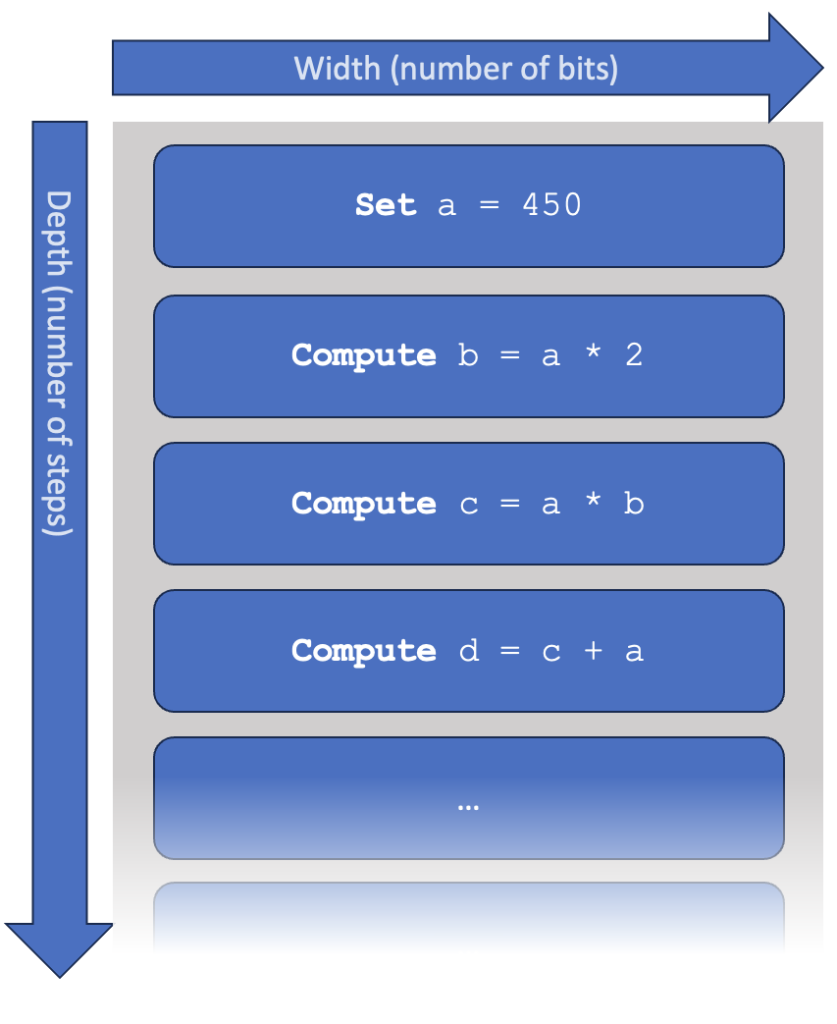 Width (number of bits)
Depth (number of steps)
Set a = 450
Compute b = a * 2
Compute c = a * b
Compute d = c + a
…